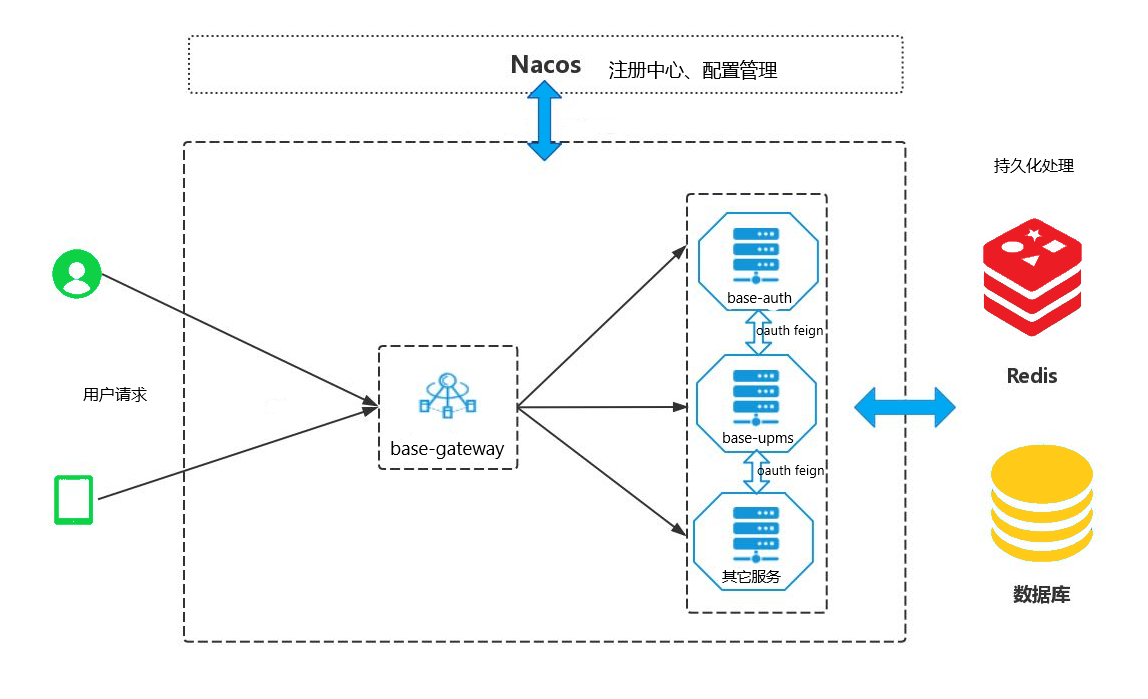 Nacos 注册中心、配置管理
持久化处理
base-auth
oauth feign
Redis
用户请求
base-upms
base-gateway
oauth feign
其它服务
数据库